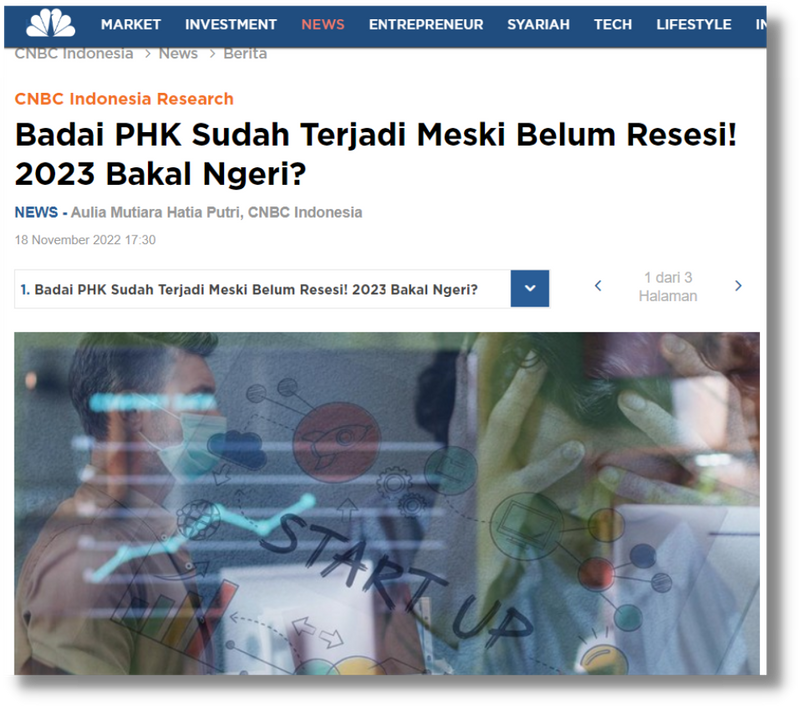 MARKET INVESTMENT NEWS ENTREPRENEUR SYARIAH TECH LIFESTYLE
CNBC Indonesia > News > Berita
CNBC Indonesia Research
Badai PHK Sudah Terjadi Meski Belum Resesi!
2023 Bakal Ngeri?
NEWS - Aulia Mutiara Hatia Putri, CNBC Indonesia
18 November 2022 17:30
1. Badai PHK Sudah Terjadi Meski Belum Resesi! 2023 Bakal Ngeri?
1 dari 3
Halaman
START UP